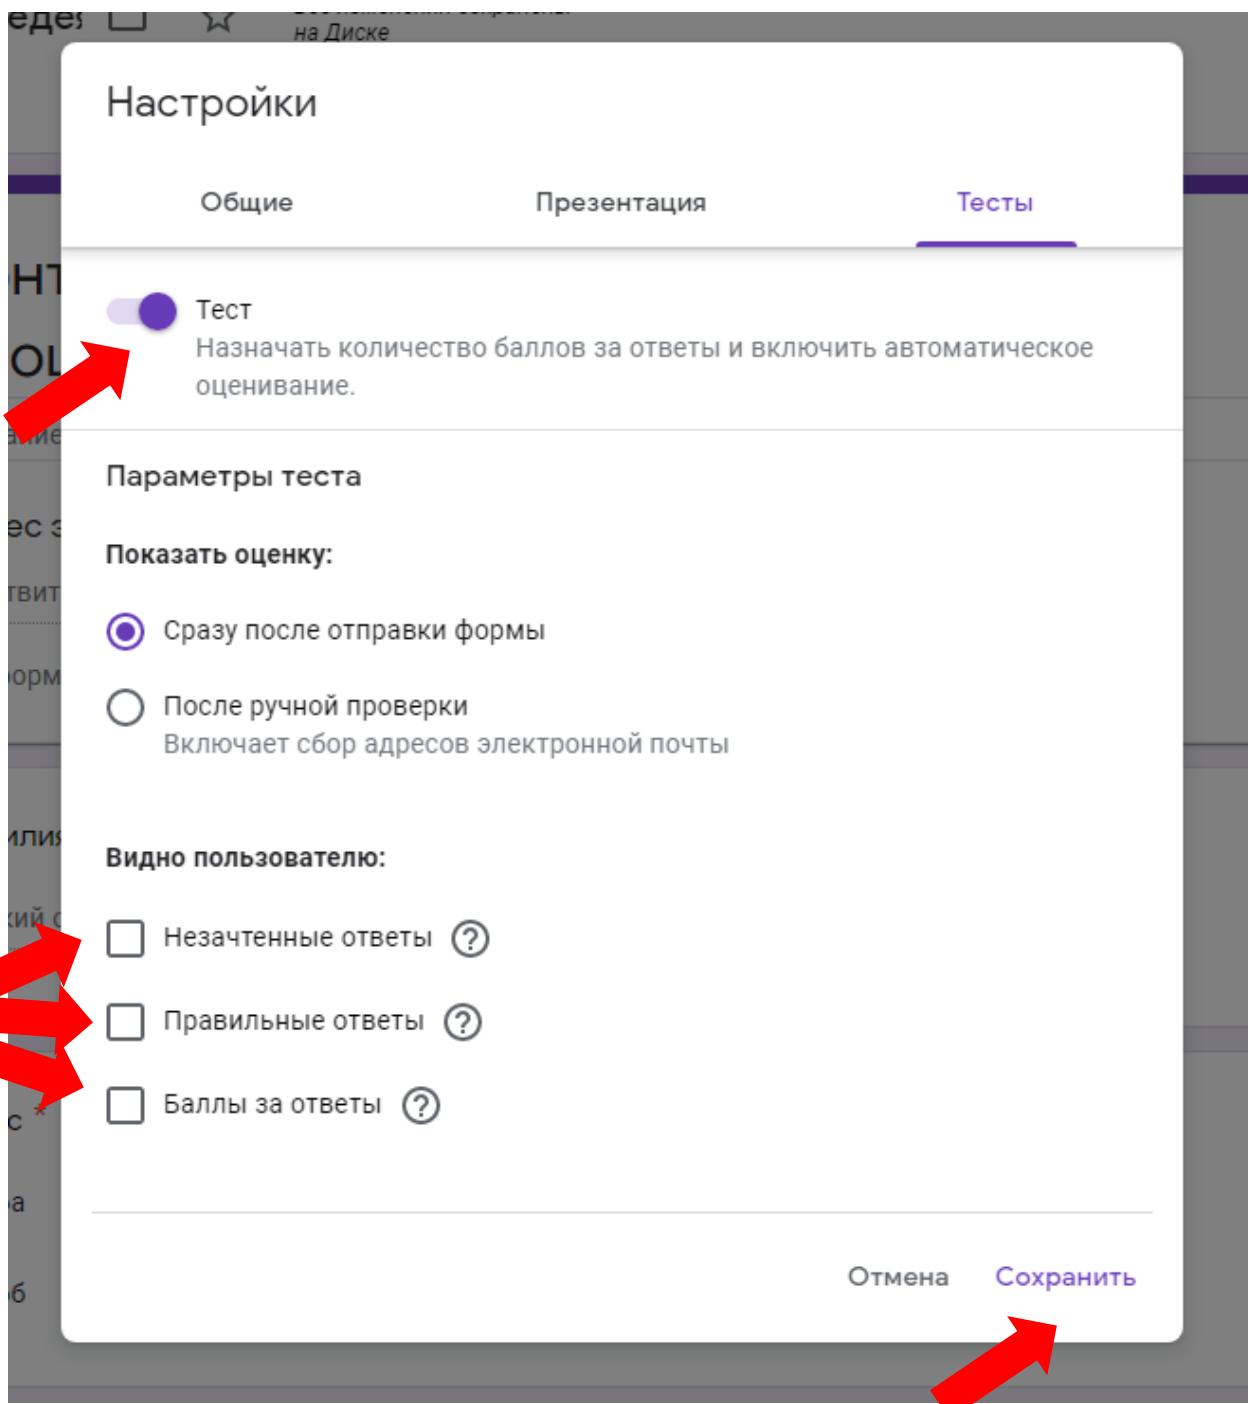 на Диске
Настройки
Общие
Презентация
Тесты
Тест
Назначать количество баллов за ответы и включить автоматическое
оценивание.
Параметры теста
Показать оценку:
Сразу после отправки формы
После ручной проверки
Включает сбор адресов электронной почты
Видно пользователю:
Незачтенные ответы
Правильные ответы
Баллы за ответы
Отмена
Сохранить